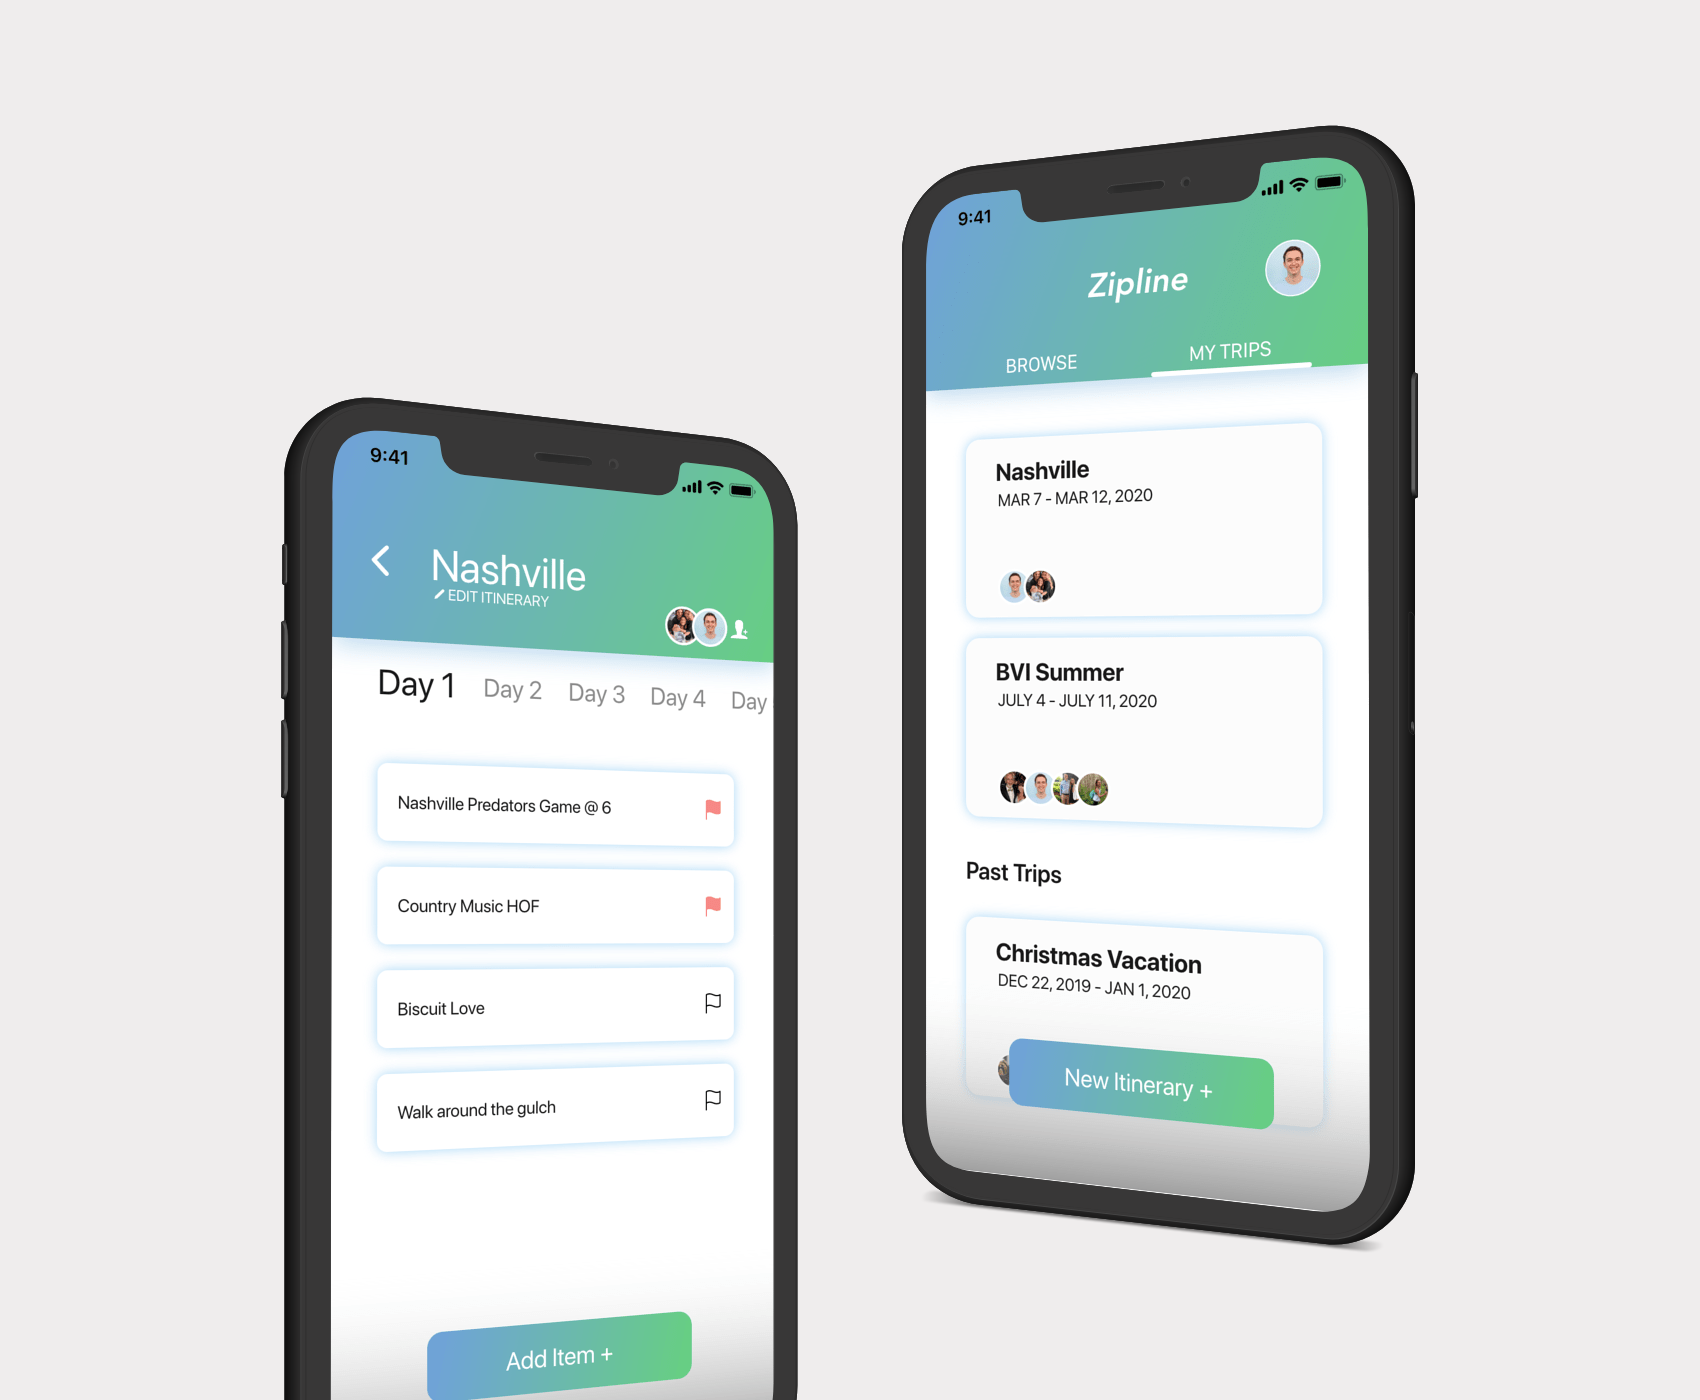 9:41
Nashville
EDIT ITINERARY
Day 1 Day 2 Day 3 Day 4 Day
Nashville Predators Game @ 6
Country Music HOF
Biscuit Love
Walk around the gulch
Add Item +
9:41
Zipline
BROWSE MY TRIPS
Nashville
MAR 7 - MAR 12, 2020
BVI Summer
JULY 4 - JULY 11, 2020
Past Trips
Christmas Vacation
DEC 22, 2019 - JAN 1, 2020
New Itinerary +